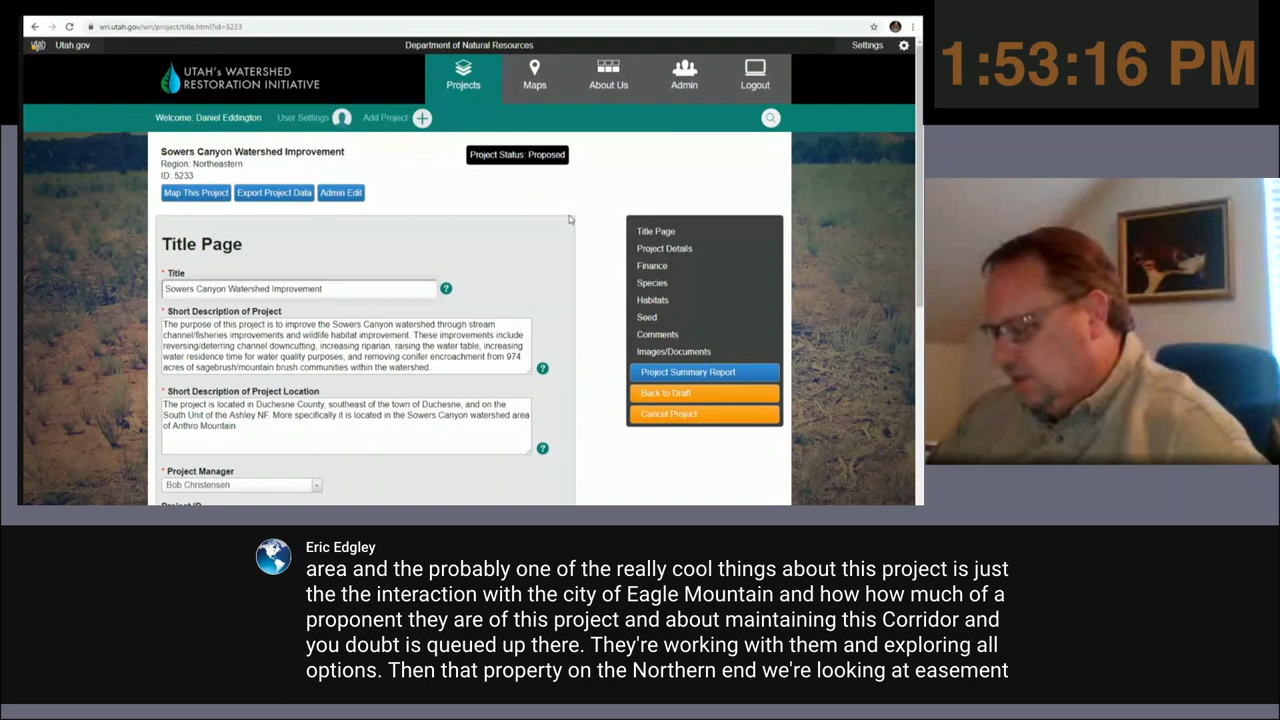 wri.utah.gov/wri/project/title.html?id=5233
1:53:16 PM
Utah.gov
Department of Natural Resources
Settings
UTAH's WATERSHED
RESTORATION INITIATIVE
Projects
Maps
About Us
Admin
Logout
Welcome: Daniel Eddington
User Settings
Add Project
Sowers Canyon Watershed Improvement
Region: Northeastern
ID: 5233
Project Status: Proposed
Map This Project
Export Project Data
Admin Edit
Title Page
* Title
Sowers Canyon Watershed Improvement
* Short Description of Project
The purpose of this project is to improve the Sowers Canyon watershed through stream
channel/fisheries improvements and wildlife habitat improvement. These improvements include
reversing/deterring channel downcutting, increasing riparian, raising the water table, increasing
water residence time for water quality purposes, and removing conifer encroachment from 974
acres of sagebrush/mountain brush communities within the watershed.
* Short Description of Project Location
The project is located in Duchesne County, southeast of the town of Duchesne, and on the
South Unit of the Ashley NF. More specifically it is located in the Sowers Canyon watershed area
of Anthro Mountain
* Project Manager
Bob Christensen
Title Page
Project Details
Finance
Species
Habitats
Seed
Comments
Images/Documents
Project Summary Report
Back to Draft
Cancel Project
Eric Edgley
area and the probably one of the really cool things about this project is just
the the interaction with the city of Eagle Mountain and how how much of a
proponent they are of this project and about maintaining this Corridor and
you doubt is queued up there. They're working with them and exploring all
options. Then that property on the Northern end we're looking at easement